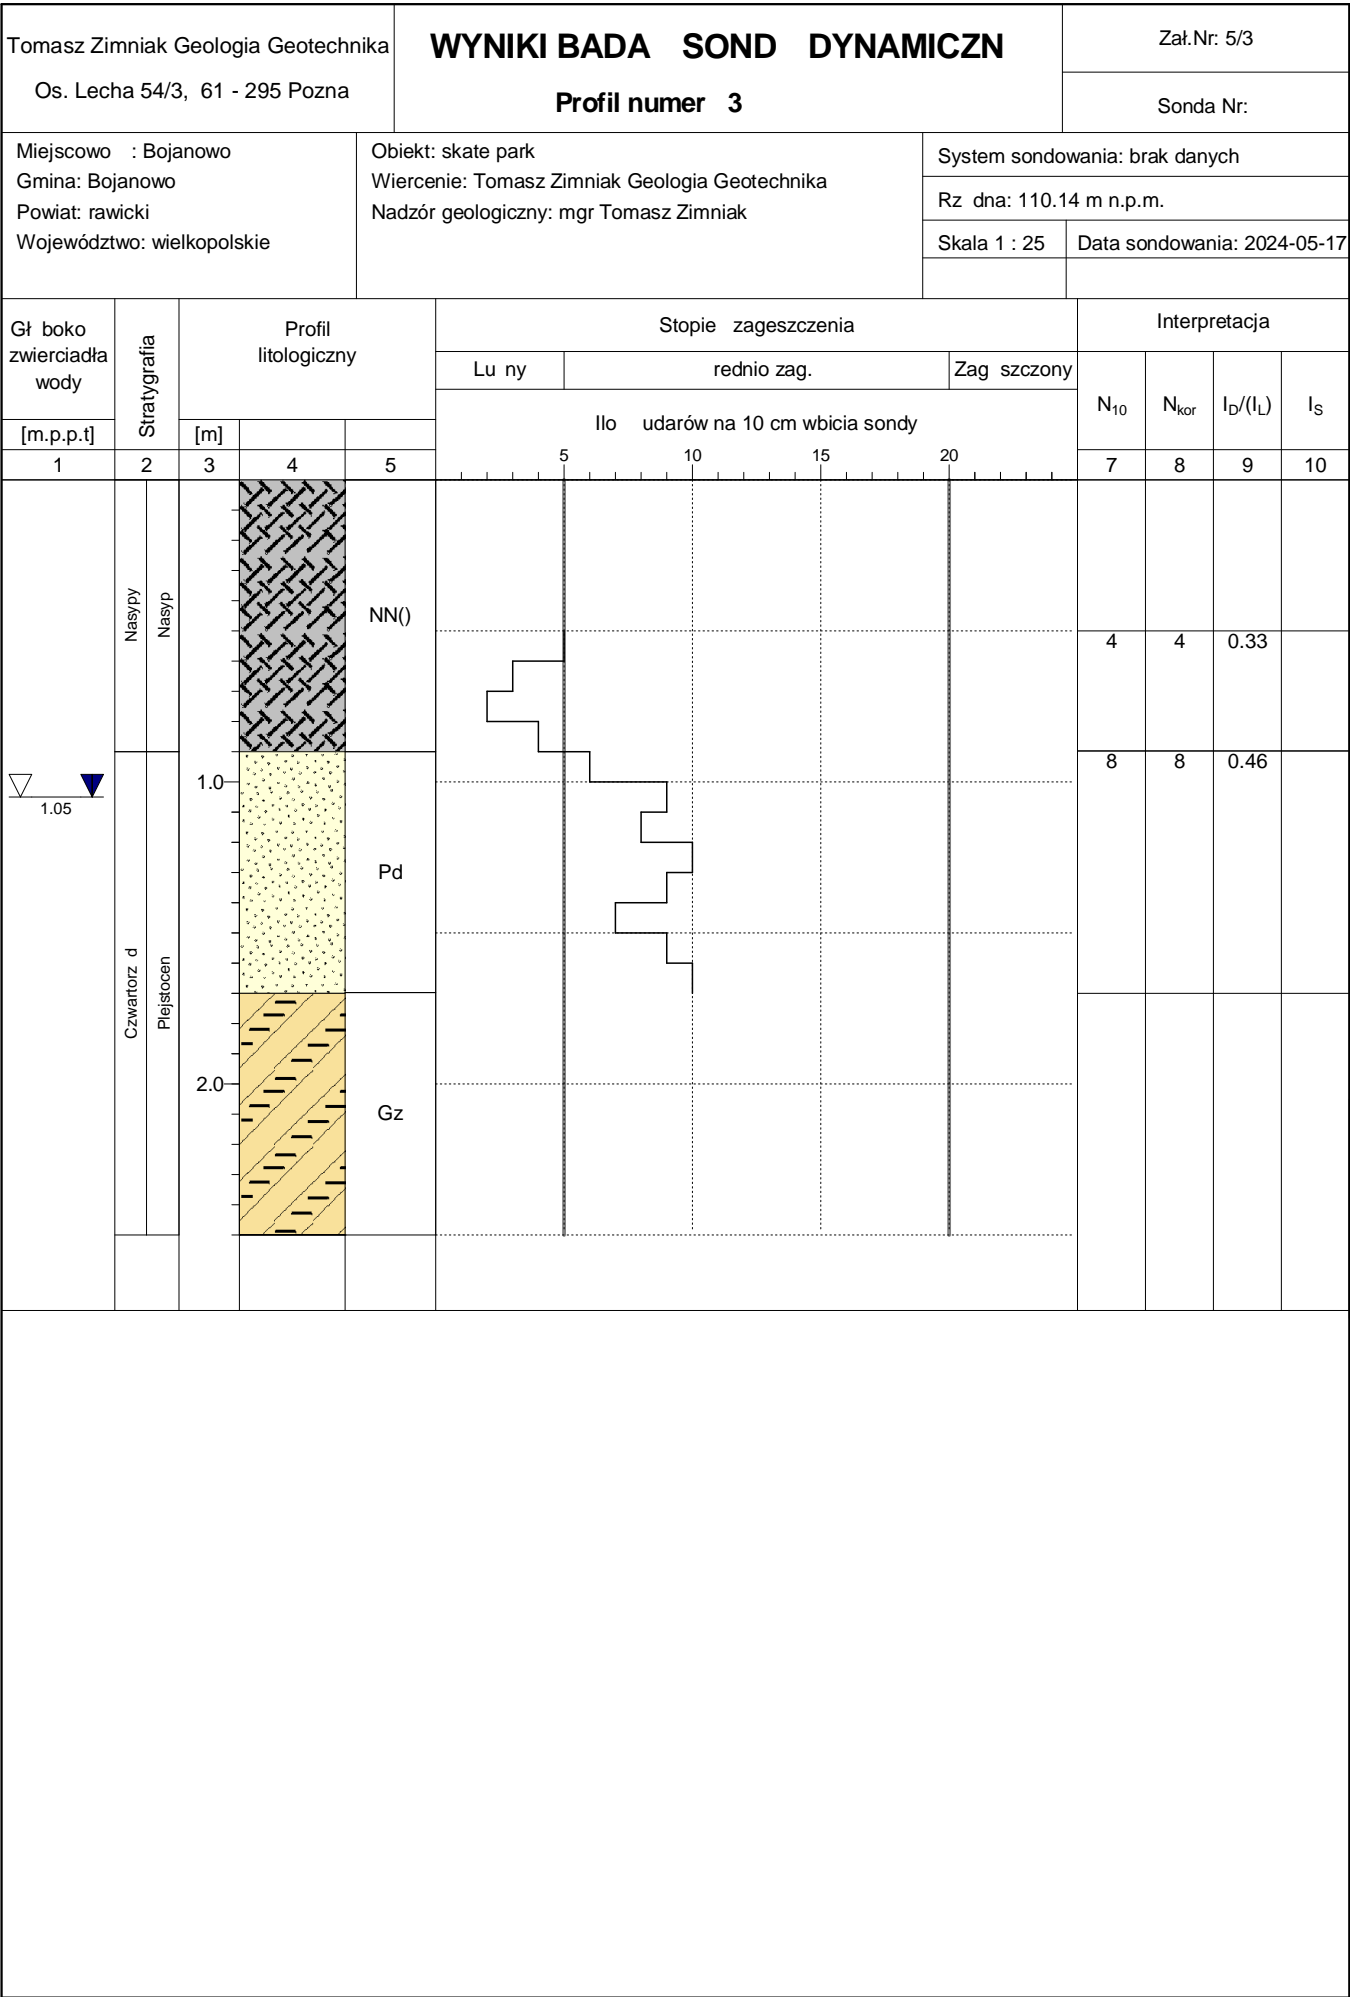 Tomasz Zimniak Geologia Geotechnika
Os. Lecha 54/3, 61 - 295 Pozna
WYNIKI BADA SOND DYNAMICZN
Profil numer 3
Zał.Nr: 5/3
Sonda Nr:
Miejscowo : Bojanowo
Gmina: Bojanowo
Powiat: rawicki
Województwo: wielkopolskie
Obiekt: skate park
Wiercenie: Tomasz Zimniak Geologia Geotechnika
Nadzór geologiczny: mgr Tomasz Zimniak
System sondowania: brak danych
Rz dna: 110.14 m n.p.m.
Skala 1 : 25
Data sondowania: 2024-05-17
Gł boko
zwierciadła
wody
[m.p.p.t]
Stratygrafia
Profil
litologiczny
[m]
Stopie zageszczenia
Lu ny
rednio zag.
Zag szczony
Ilo udarów na 10 cm wbicia sondy
5 10 15 20
Interpretacja
N10 Nkor ID/(IL) IS
1 2 3 4 5 7 8 9 10
Nasypy
Nasyp
NN()
4 4 0.33
8 8 0.46
1.0
1.05
Pd
Czwartorz d
Plejstocen
2.0
Gz